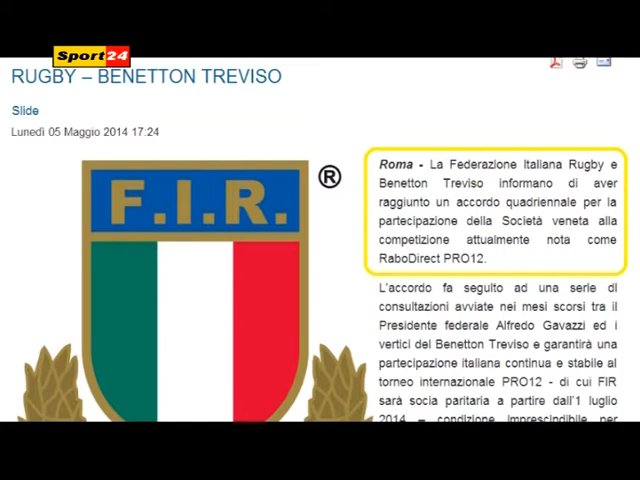 Sport24
RUGBY – BENETTON TREVISO
Slide
Lunedì 05 Maggio 2014 17:24
F.I.R.
®
Roma - La Federazione Italiana Rugby e
Benetton Treviso informano di aver
raggiunto un accordo quadriennale per la
partecipazione della Società veneta alla
competizione attualmente nota come
RaboDirect PRO12.
L'accordo fa seguito ad una serie di
consultazioni avviate nei mesi scorsi tra il
Presidente federale Alfredo Gavazzi ed i
vertici del Benetton Treviso e garantirà una
partecipazione italiana continua e stabile al
torneo internazionale PRO12 - di cui FIR
sarà socia paritaria a partire dall'1 luglio
2014 – condizione imprescindibile per